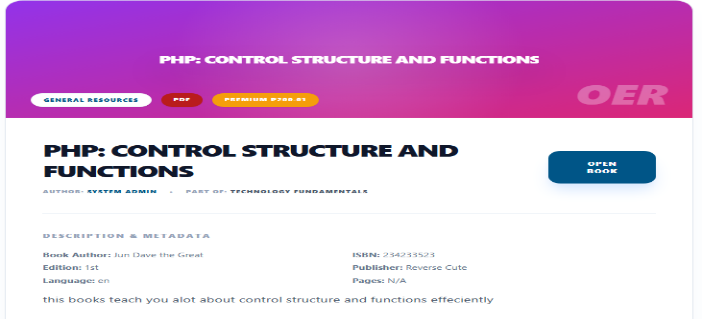 PHP: CONTROL STRUCTURE AND FUNCTIONS
GENERAL RESOURCES PDF PREMIUM ₱200.01
OER
PHP: CONTROL STRUCTURE AND
FUNCTIONS
OPEN
BOOK
AUTHOR: SYSTEM ADMIN • PART OF: TECHNOLOGY FUNDAMENTALS
DESCRIPTION & METADATA
Book Author: Jun Dave the Great ISBN: 234233523
Edition: 1st Publisher: Reverse Cute
Language: en Pages: N/A
this books teach you alot about control structure and functions effeciently